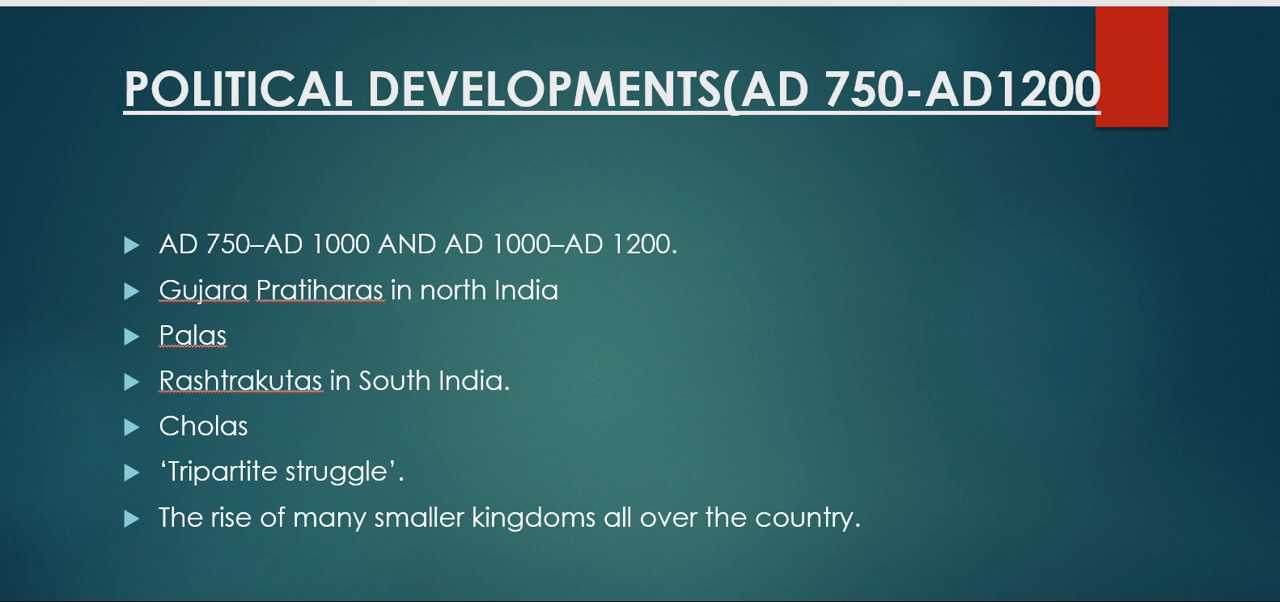 POLITICAL DEVELOPMENTS(AD 750-AD1200
AD 750–AD 1000 AND AD 1000–AD 1200.
Gujara Pratiharas in north India
Palas
Rashtrakutas in South India.
Cholas
‘Tripartite struggle’.
The rise of many smaller kingdoms all over the country.